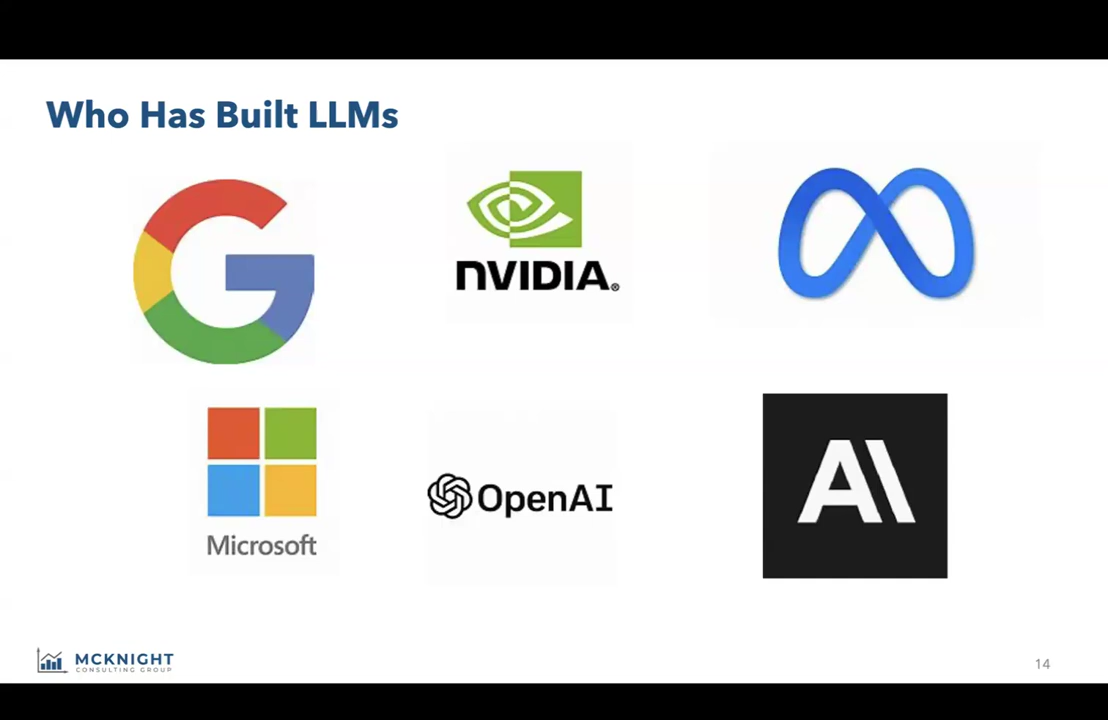 Who Has Built LLMs
NVIDIA®
Microsoft
OpenAI
AI
MCKNIGHT
CONSULTING GROUP
14